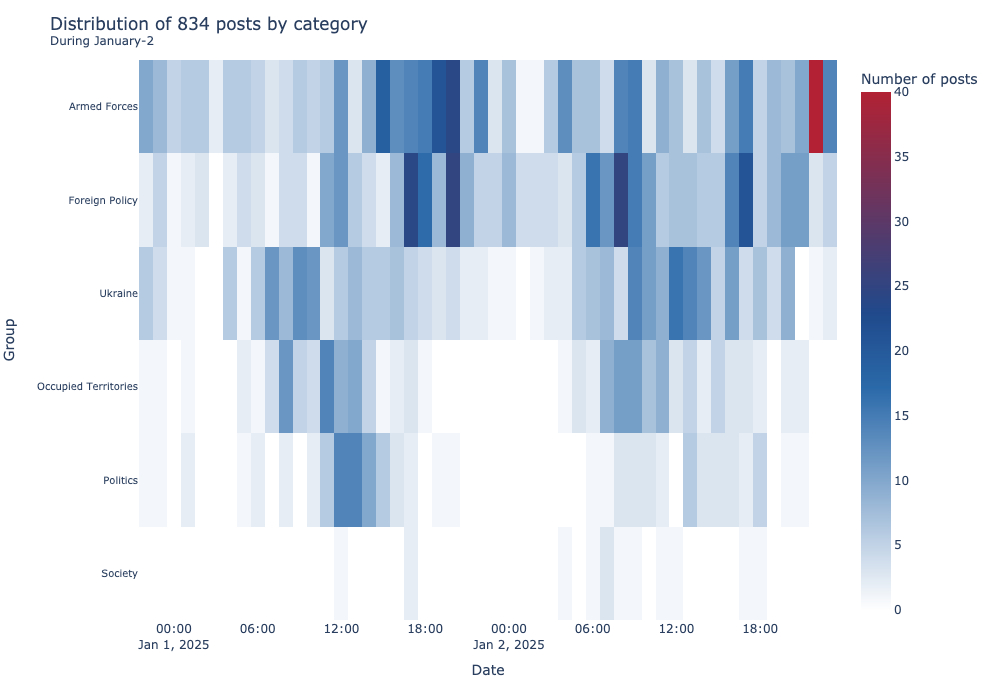 Distribution of 834 posts by category
During January-2
Number of posts
40
35
30
25
20
15
10
5
0
Group
Armed Forces
Foreign Policy
Ukraine
Occupied Territories
Politics
Society
00:00
Jan 1, 2025
06:00
12:00
18:00
00:00
Jan 2, 2025
06:00
12:00
18:00
Date